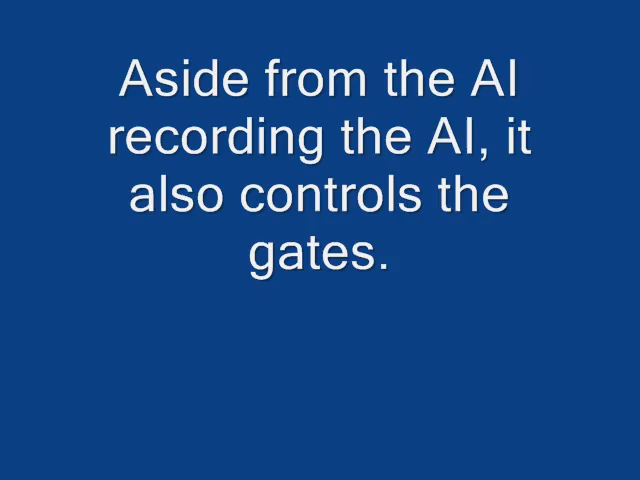 Aside from the AI
recording the AI, it
also controls the
gates.